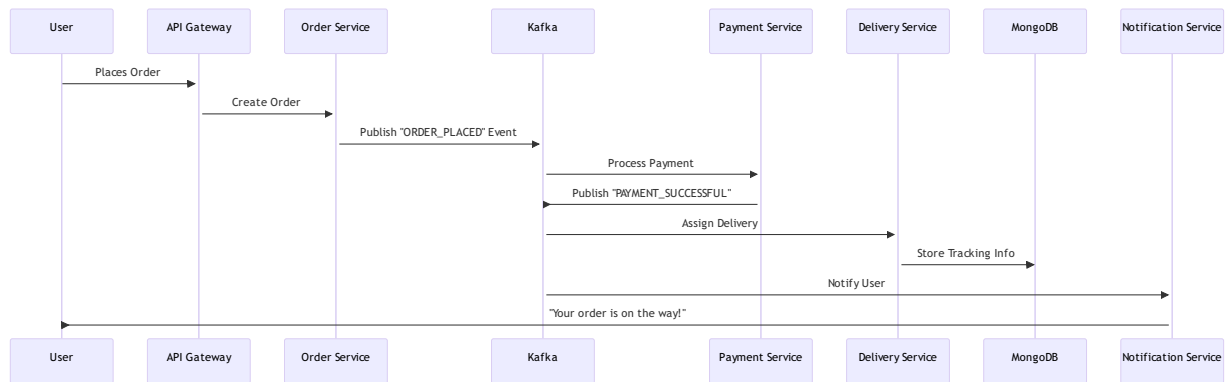 User API Gateway Order Service Kafka Payment Service Delivery Service MongoDB Notification Service
Places Order
Create Order
Publish "ORDER_PLACED" Event
Process Payment
Publish "PAYMENT_SUCCESSFUL"
Assign Delivery
Store Tracking Info
Notify User
"Your order is on the way!"
User API Gateway Order Service Kafka Payment Service Delivery Service MongoDB Notification Service